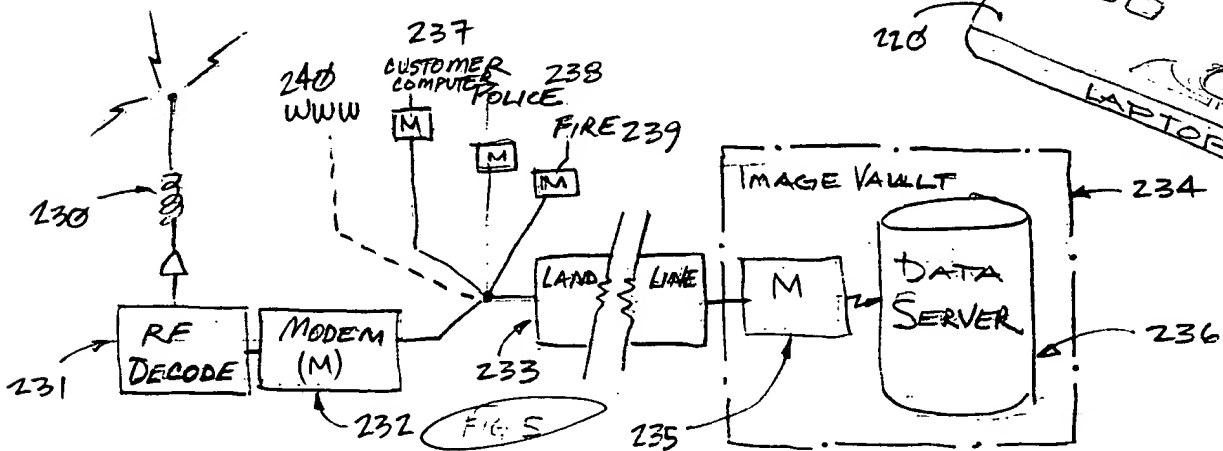 237
CUSTOMER
COMPUTER
240
WWW
POLICE 238
FIRE 239
M
M
M
220
LAPTOP
230
IMAGE VAULT
234
LAND LINE
M
DATA
SERVER
RF
DECODE
MODEM
(M)
231
232
233
235
236
FIG 5